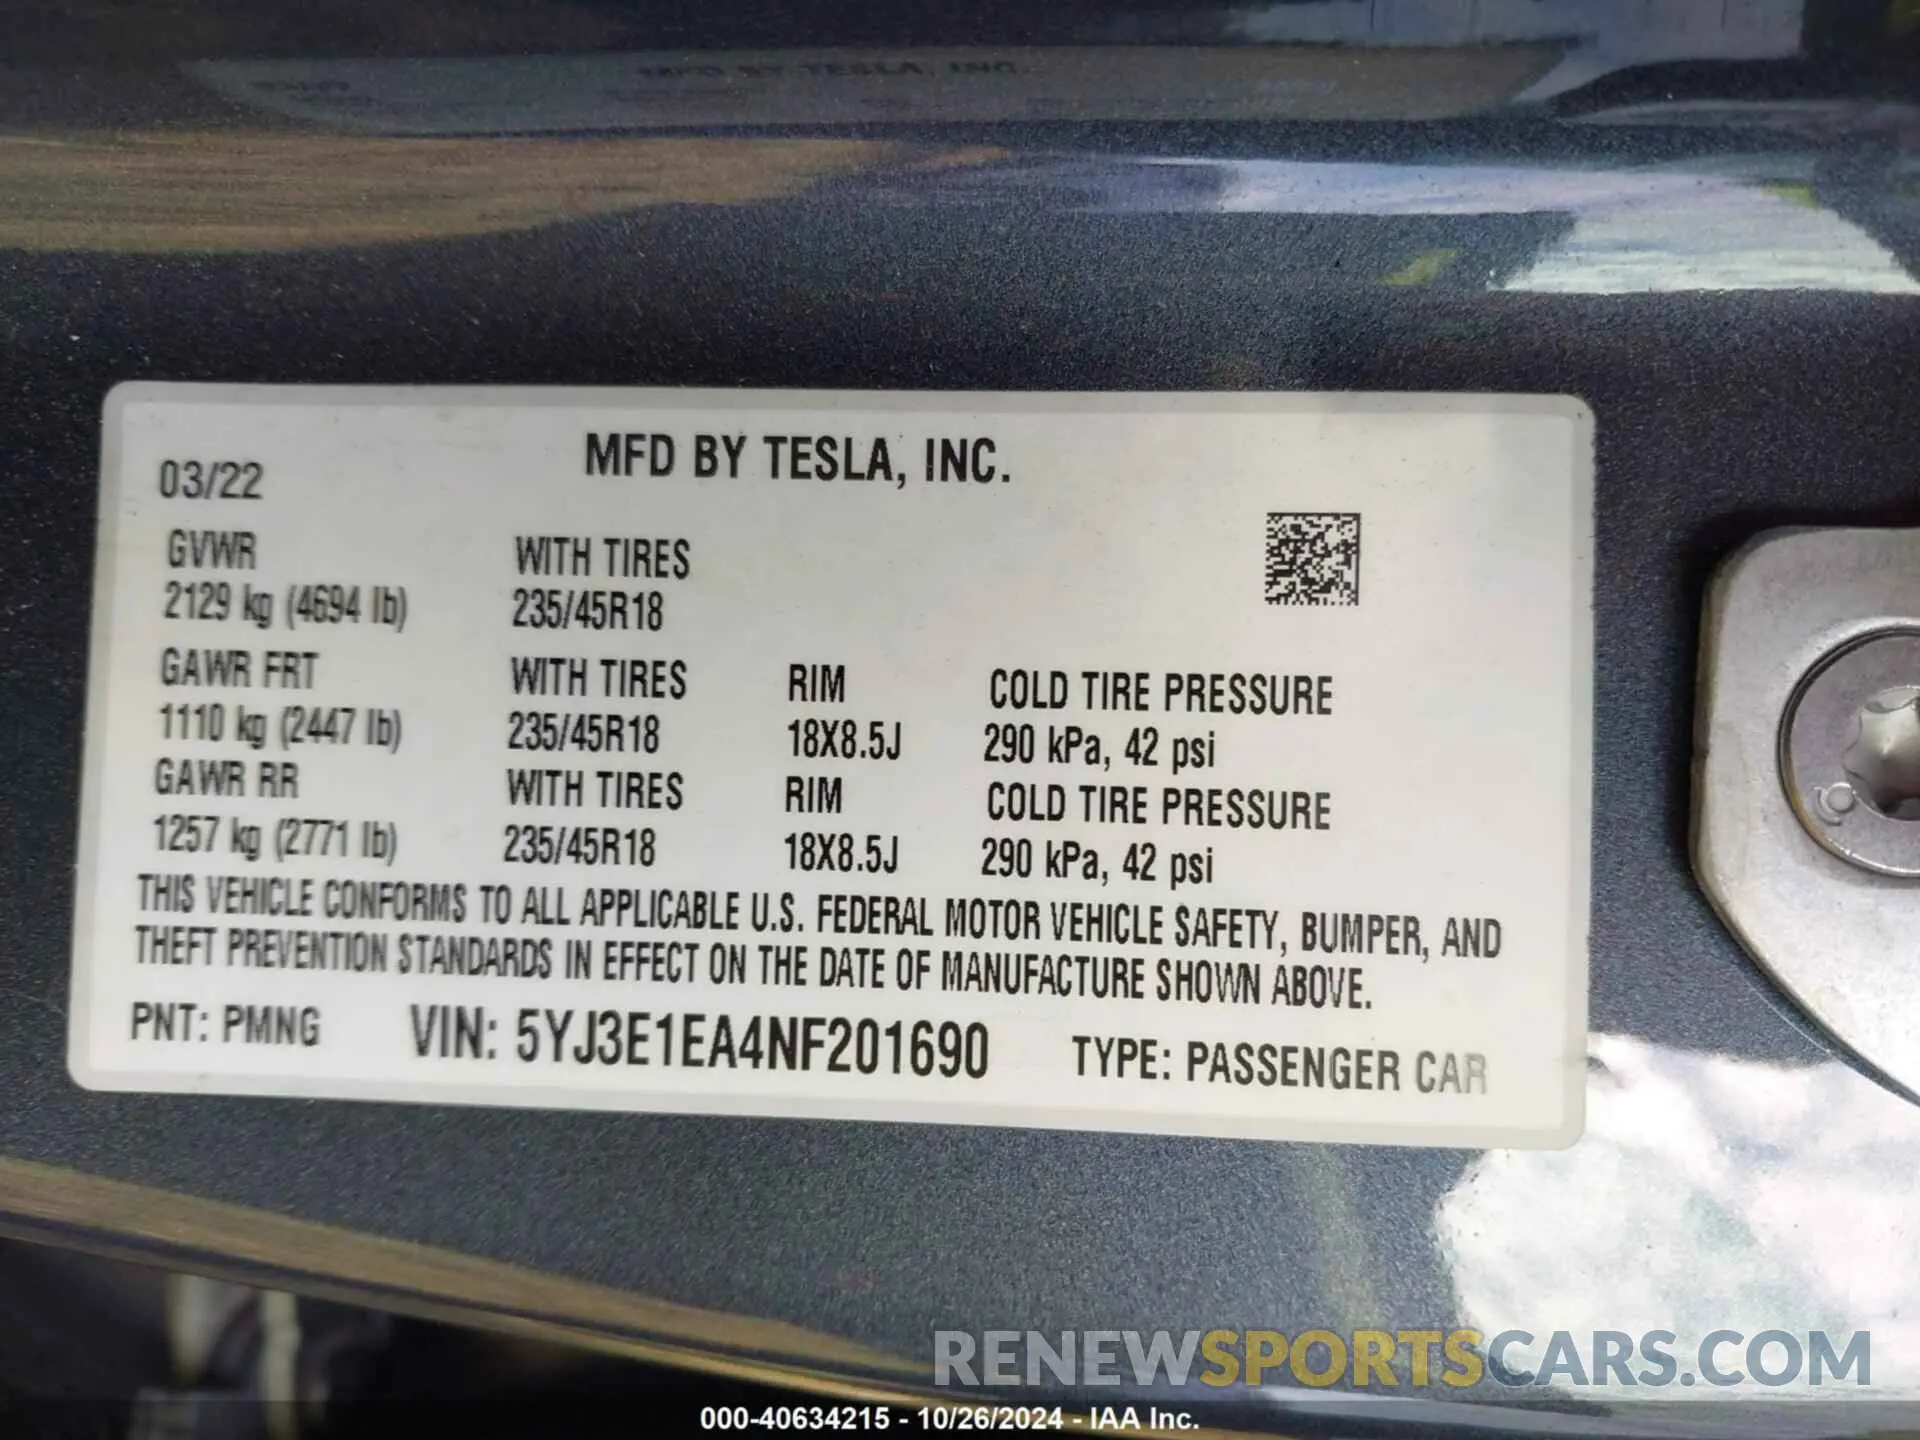 MFD BY TESLA, INC.
03/22
MFD BY TESLA, INC.
GVWR WITH TIRES
2129 kg (4694 lb) 235/45R18
GAWR FRT WITH TIRES RIM COLD TIRE PRESSURE
1110 kg (2447 lb) 235/45R18 18X8.5J 290 kPa, 42 psi
GAWR RR WITH TIRES RIM COLD TIRE PRESSURE
1257 kg (2771 lb) 235/45R18 18X8.5J 290 kPa, 42 psi
THIS VEHICLE CONFORMS TO ALL APPLICABLE U.S. FEDERAL MOTOR VEHICLE SAFETY, BUMPER, AND
THEFT PREVENTION STANDARDS IN EFFECT ON THE DATE OF MANUFACTURE SHOWN ABOVE.
PNT: PMNG VIN: 5YJ3E1EA4NF201690 TYPE: PASSENGER CAR
RENEWSPORTSCARS.COM
000-40634215 - 10/26/2024 - IAA Inc.